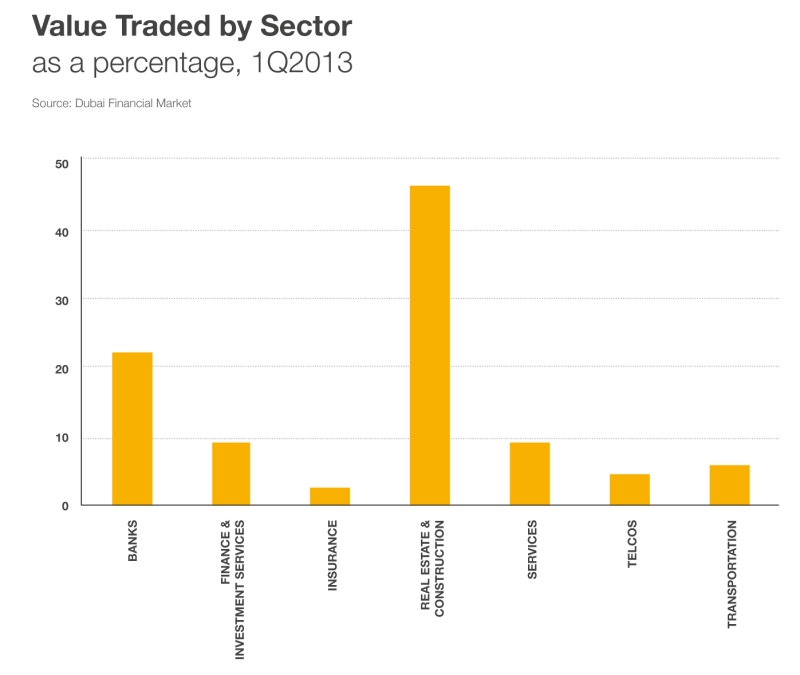 Value Traded by Sector
as a percentage, 1Q2013
Source: Dubai Financial Market
50
40
30
20
10
0
BANKS
FINANCE &
INVESTMENT SERVICES
INSURANCE
REAL ESTATE &
CONSTRUCTION
SERVICES
TELCOS
TRANSPORTATION